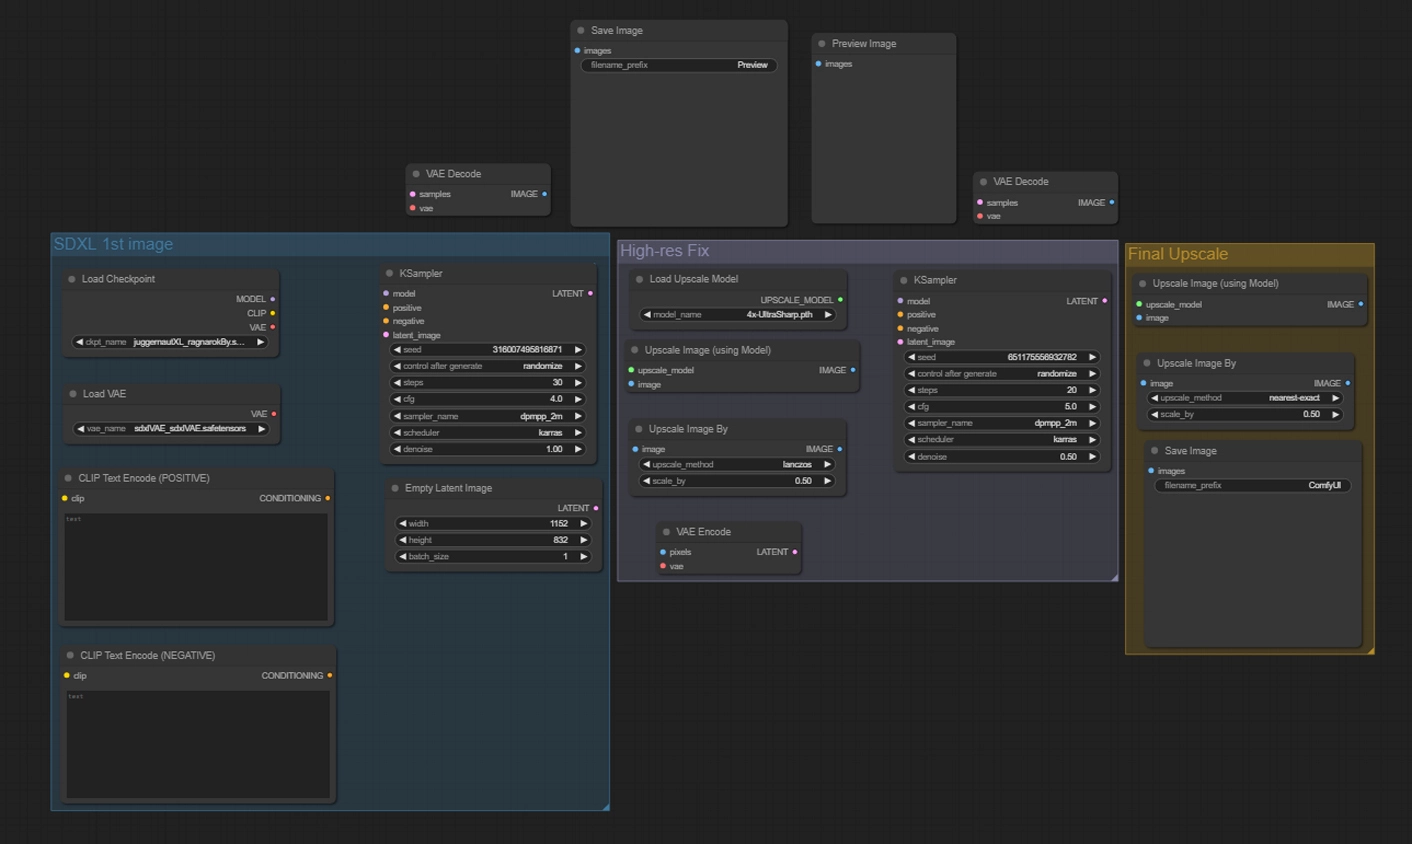 Save Image
images
filename_prefix Preview
Preview Image
images
VAE Decode
samples IMAGE
vae
VAE Decode
samples IMAGE
vae
SDXL 1st image
Load Checkpoint
MODEL
CLIP
VAE
ckpt_name juggernautXL_ragnarokBy.s...
Load VAE
VAE
vae_name sdxlVAE_sdxlVAE.safetensors
CLIP Text Encode (POSITIVE)
clip CONDITIONING
text
CLIP Text Encode (NEGATIVE)
clip CONDITIONING
text
KSampler
model LATENT
positive
negative
latent_image
seed 316007495816871
control after generate randomize
steps 30
cfg 4.0
sampler_name dpmpp_2m
scheduler karras
denoise 1.00
Empty Latent Image
LATENT
width 1152
height 832
batch_size 1
High-res Fix
Load Upscale Model
UPSCALE_MODEL
model_name 4x-UltraSharp.pth
Upscale Image (using Model)
upscale_model IMAGE
image
Upscale Image By
image IMAGE
upscale_method lanczos
scale_by 0.50
VAE Encode
pixels LATENT
vae
KSampler
model LATENT
positive
negative
latent_image
seed 651175556932782
control after generate randomize
steps 20
cfg 5.0
sampler_name dpmpp_2m
scheduler karras
denoise 0.50
Final Upscale
Upscale Image (using Model)
upscale_model IMAGE
image
Upscale Image By
image IMAGE
upscale_method nearest-exact
scale_by 0.50
Save Image
images
filename_prefix ComfyUI